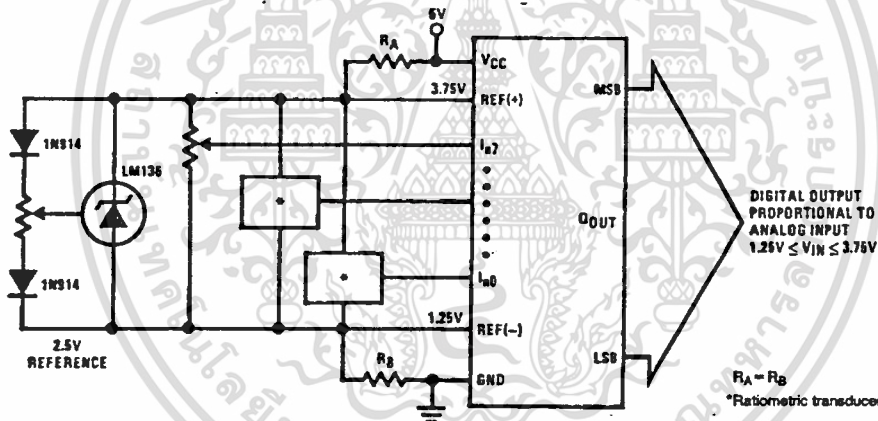 5V
RA
VCC
3.75V
REF(+)
MSB
1N914
In7
LM136
*
QOUT
DIGITAL OUTPUT
PROPORTIONAL TO
ANALOG INPUT
1.25V ≤ VIN ≤ 3.75V
*
In0
1N914
1.25V
REF(−)
2.5V
REFERENCE
RB
LSB
GND
RA = RB
*Ratiometric transducer